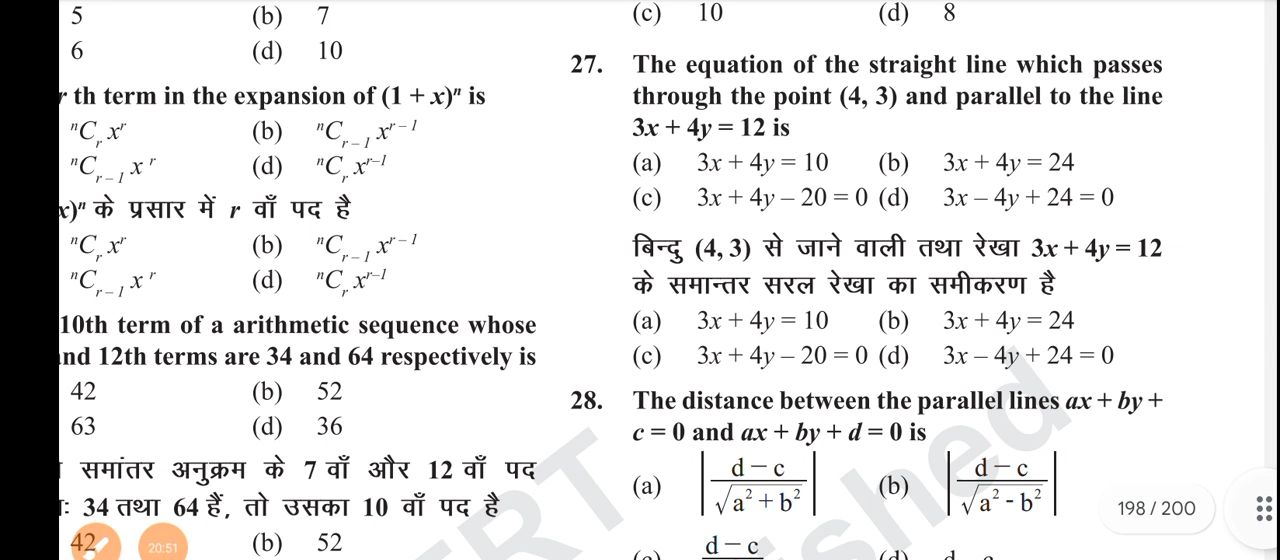 5 (b) 7
6 (d) 10
r th term in the expansion of (1 + x)ⁿ is
ⁿCᵣ xʳ (b) ⁿCᵣ₋₁ xʳ⁻¹
ⁿCᵣ₋₁ xʳ (d) ⁿCᵣ xʳ⁻¹
x)ⁿ के प्रसार में r वाँ पद है
ⁿCᵣ xʳ (b) ⁿCᵣ₋₁ xʳ⁻¹
ⁿCᵣ₋₁ xʳ (d) ⁿCᵣ xʳ⁻¹
10th term of a arithmetic sequence whose
and 12th terms are 34 and 64 respectively is
42 (b) 52
63 (d) 36
समांतर अनुक्रम के 7 वाँ और 12 वाँ पद
: 34 तथा 64 हैं, तो उसका 10 वाँ पद है
42 (b) 52
20:51
(c) 10 (d) 8
27. The equation of the straight line which passes
through the point (4, 3) and parallel to the line
3x + 4y = 12 is
(a) 3x + 4y = 10 (b) 3x + 4y = 24
(c) 3x + 4y – 20 = 0 (d) 3x – 4y + 24 = 0
बिन्दु (4, 3) से जाने वाली तथा रेखा 3x + 4y = 12
के समान्तर सरल रेखा का समीकरण है
(a) 3x + 4y = 10 (b) 3x + 4y = 24
(c) 3x + 4y – 20 = 0 (d) 3x – 4y + 24 = 0
28. The distance between the parallel lines ax + by +
c = 0 and ax + by + d = 0 is
(a) |(d – c)/√(a² + b²)| (b) |(d – c)/√(a² - b²)|
d – c
198 / 200